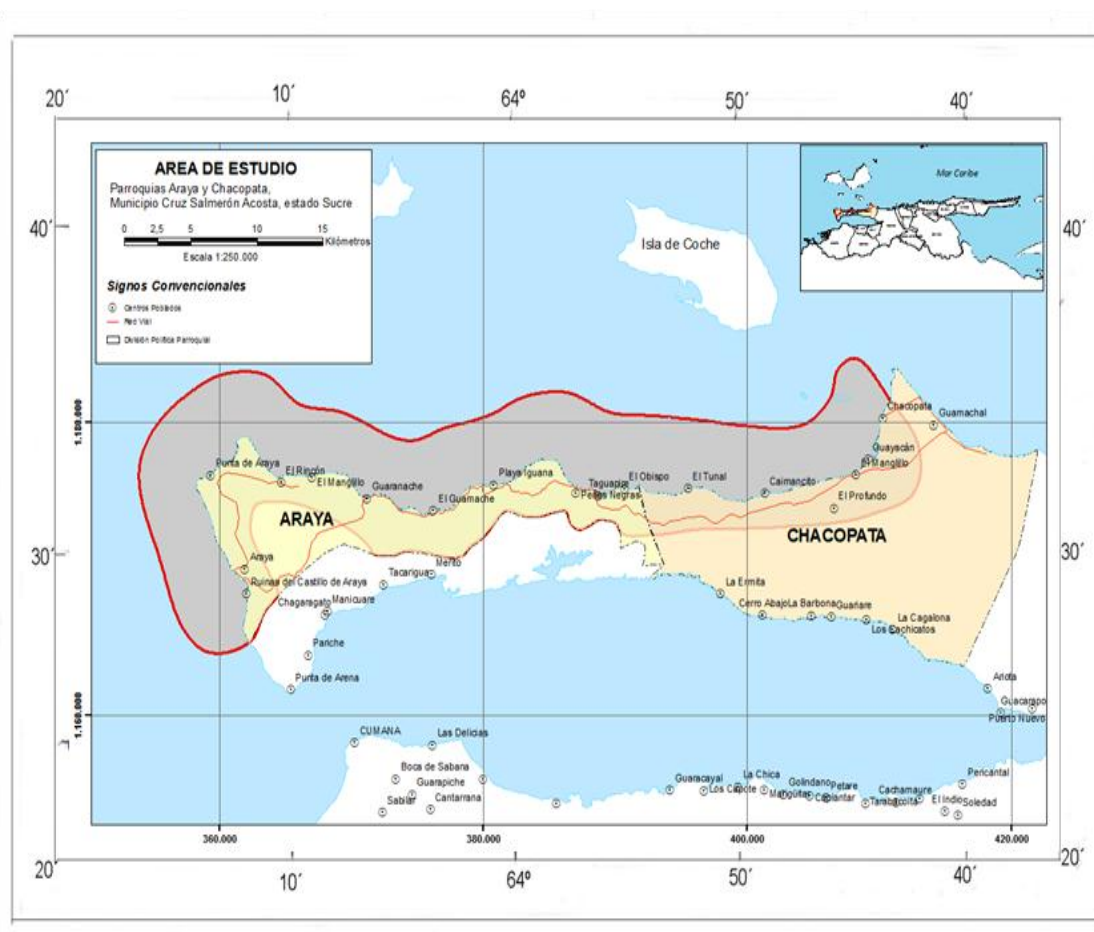 20´ 10´ 64º 50´ 40´
AREA DE ESTUDIO
Parroquias Araya y Chacopata,
Municipio Cruz Salmerón Acosta, estado Sucre
0 2,5 5 10 15
Kilómetros
Escala 1:250.000
Signos Convencionales
Centros Poblados
Red Vial
División Política Parroquial
Mar Caribe
40´ 40´
Isla de Coche
1.180.000
Chacopata
Guamachal
Guayacán
El Manglillo
Punta de Araya
El Rincón
El Manglillo
Guaranache
Playa Iguana
El Guamache
Taguapire
Peñas Negras
El Obispo
El Tunal
Caimancito
El Profundo
ARAYA
CHACOPATA
30´ 30´
Araya
Ruinas del Castillo de Araya
Chagaragato
Manicuare
Tacarigua
Merito
La Ermita
Cerro Abajo
La Barbona
Guañare
La Cagalona
Los Cachicatos
Pariche
Punta de Arena
Ariota
Guacarapo
Puerto Nuevo
1.160.000
CUMANA
Las Delicias
Boca de Sabana
Guarapiche
Sabilar
Cantarrana
Guaracayal
Los Cajote
La Chica
Golindano
Petare
Cachamaure
Pericantal
El Indio
Soledad
360.000 380.000 400.000 420.000
20´ 20´
10´ 64º 50´ 40´